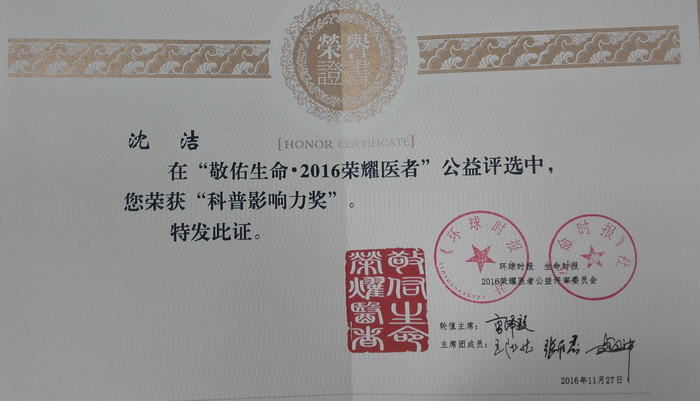 榮譽
證書
[HONOR CERTIFICATE]
沈 洁
在“敬佑生命·2016荣耀医者”公益评选中,
您荣获“科普影响力奖”。
特发此证。
《环球时报》社
《生命时报》社
环球时报 生命时报
2016荣耀医者公益评审委员会
敬佑生命
榮耀醫者
轮值主席:
主席团成员:
2016年11月27日